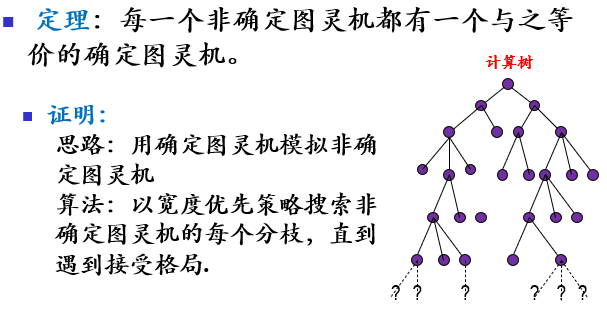 定理：每一个非确定图灵机都有一个与之等
价的确定图灵机。
计算树
证明：
思路：用确定图灵机模拟非确
定图灵机
算法：以宽度优先策略搜索非
确定图灵机的每个分枝，直到
遇到接受格局.
? ? ? ? ? ?